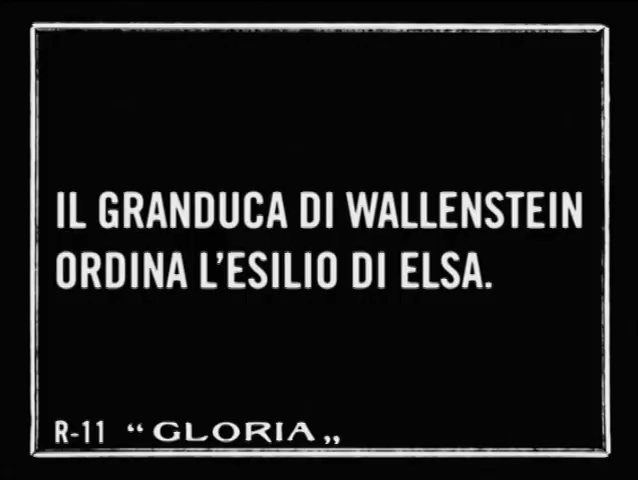 IL GRANDUCA DI WALLENSTEIN
ORDINA L'ESILIO DI ELSA.
R-11 “GLORIA„